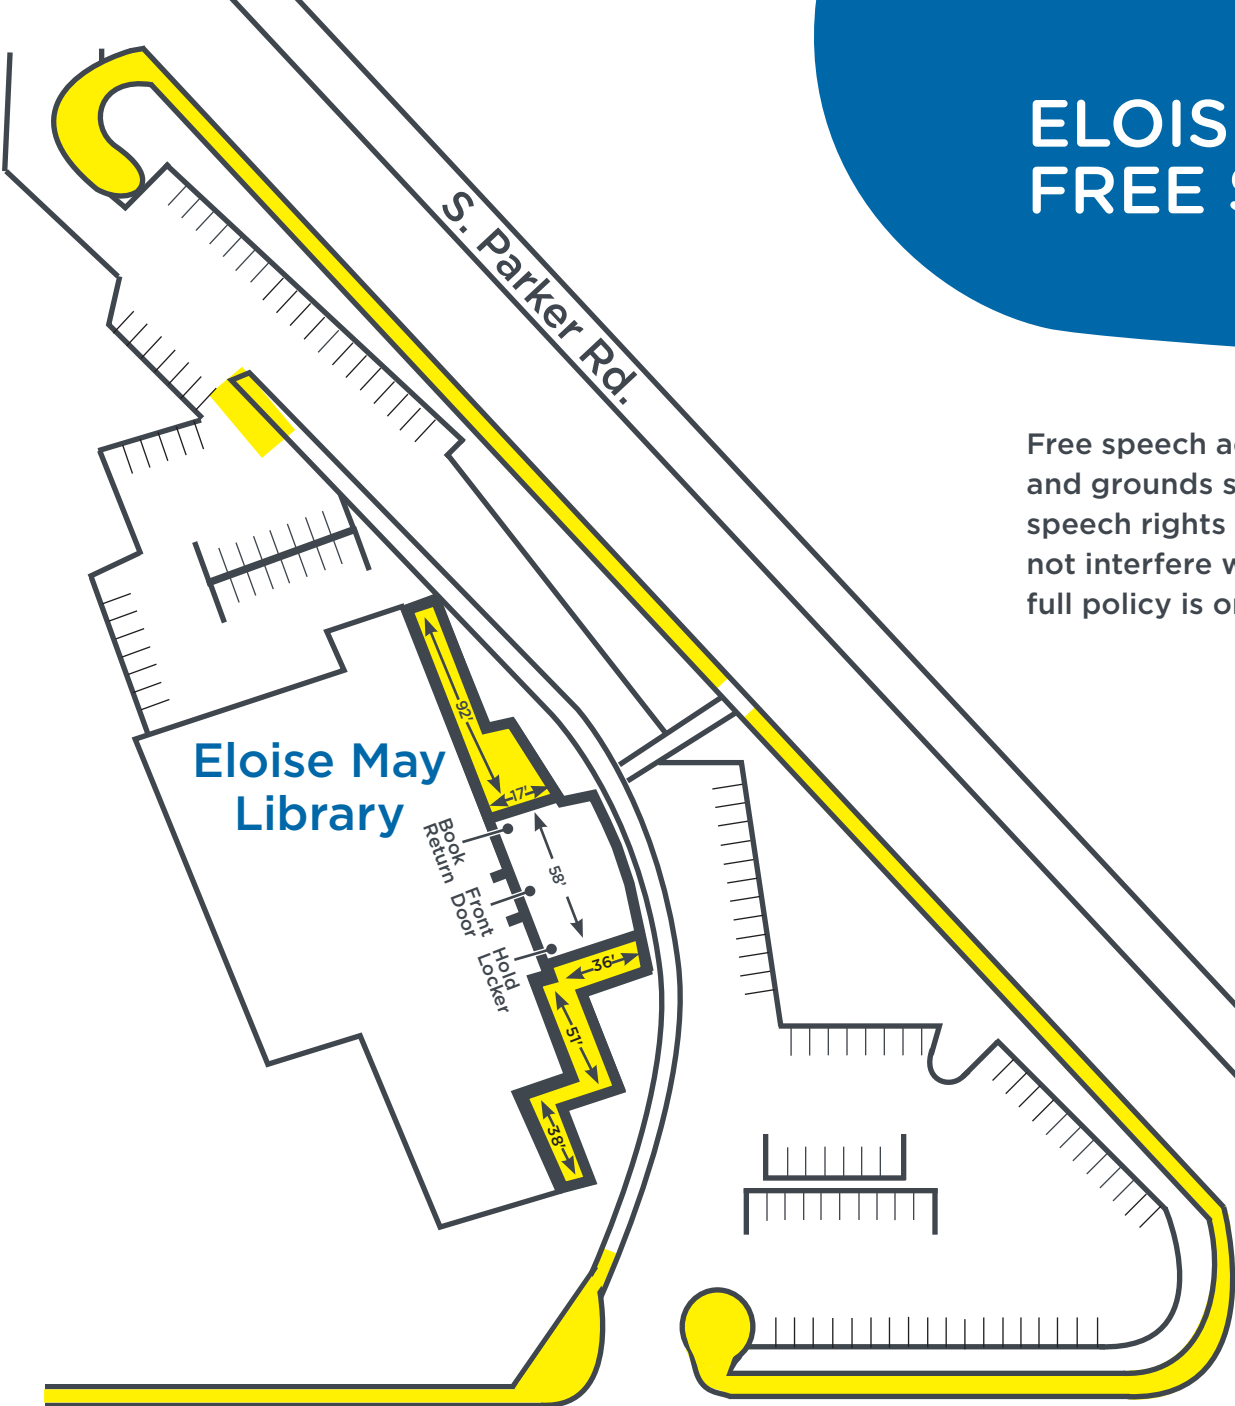 ELOIS
FREE
S. Parker Rd.
Free speech
and grounds
speech rights
not interfere
full policy is
92'
Eloise May
Library
17'
Book
Return
58'
Front
Door
Hold
Locker
36'
51'
38'